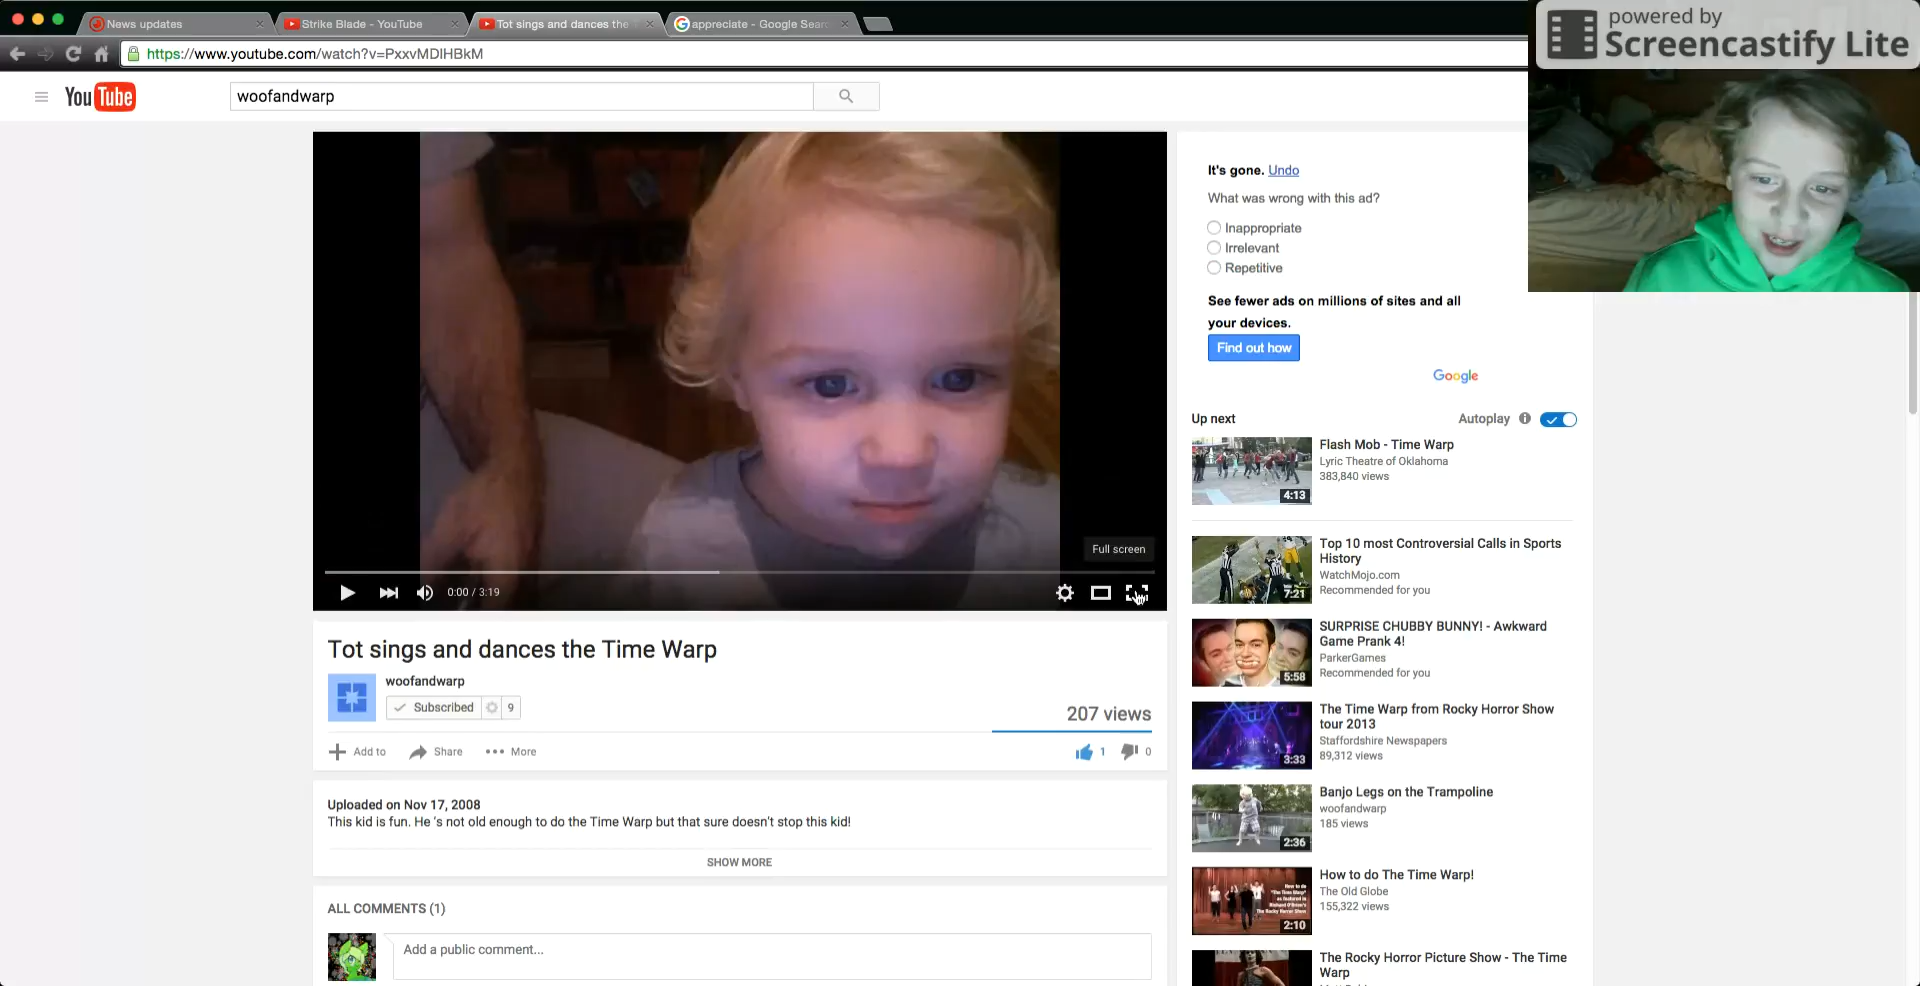 News updates
Strike Blade - YouTube
Tot sings and dances the
appreciate - Google Sear
powered by
Screencastify Lite
https://www.youtube.com/watch?v=PxxvMDIHBkM
YouTube
woofandwarp
It's gone. Undo
What was wrong with this ad?
Inappropriate
Irrelevant
Repetitive
See fewer ads on millions of sites and all
your devices.
Find out how
Google
Full screen
0:00 / 3:19
Up next
Autoplay
Flash Mob - Time Warp
Lyric Theatre of Oklahoma
383,840 views
4:13
Top 10 most Controversial Calls in Sports
History
WatchMojo.com
Recommended for you
7:21
SURPRISE CHUBBY BUNNY! - Awkward
Game Prank 4!
ParkerGames
Recommended for you
5:58
The Time Warp from Rocky Horror Show
tour 2013
Staffordshire Newspapers
89,312 views
3:33
Banjo Legs on the Trampoline
woofandwarp
185 views
2:36
How to do The Time Warp!
The Old Globe
155,322 views
2:10
The Rocky Horror Picture Show - The Time
Warp
Tot sings and dances the Time Warp
woofandwarp
Subscribed 9
207 views
Add to Share More
1 0
Uploaded on Nov 17, 2008
This kid is fun. He 's not old enough to do the Time Warp but that sure doesn't stop this kid!
SHOW MORE
ALL COMMENTS (1)
Add a public comment...